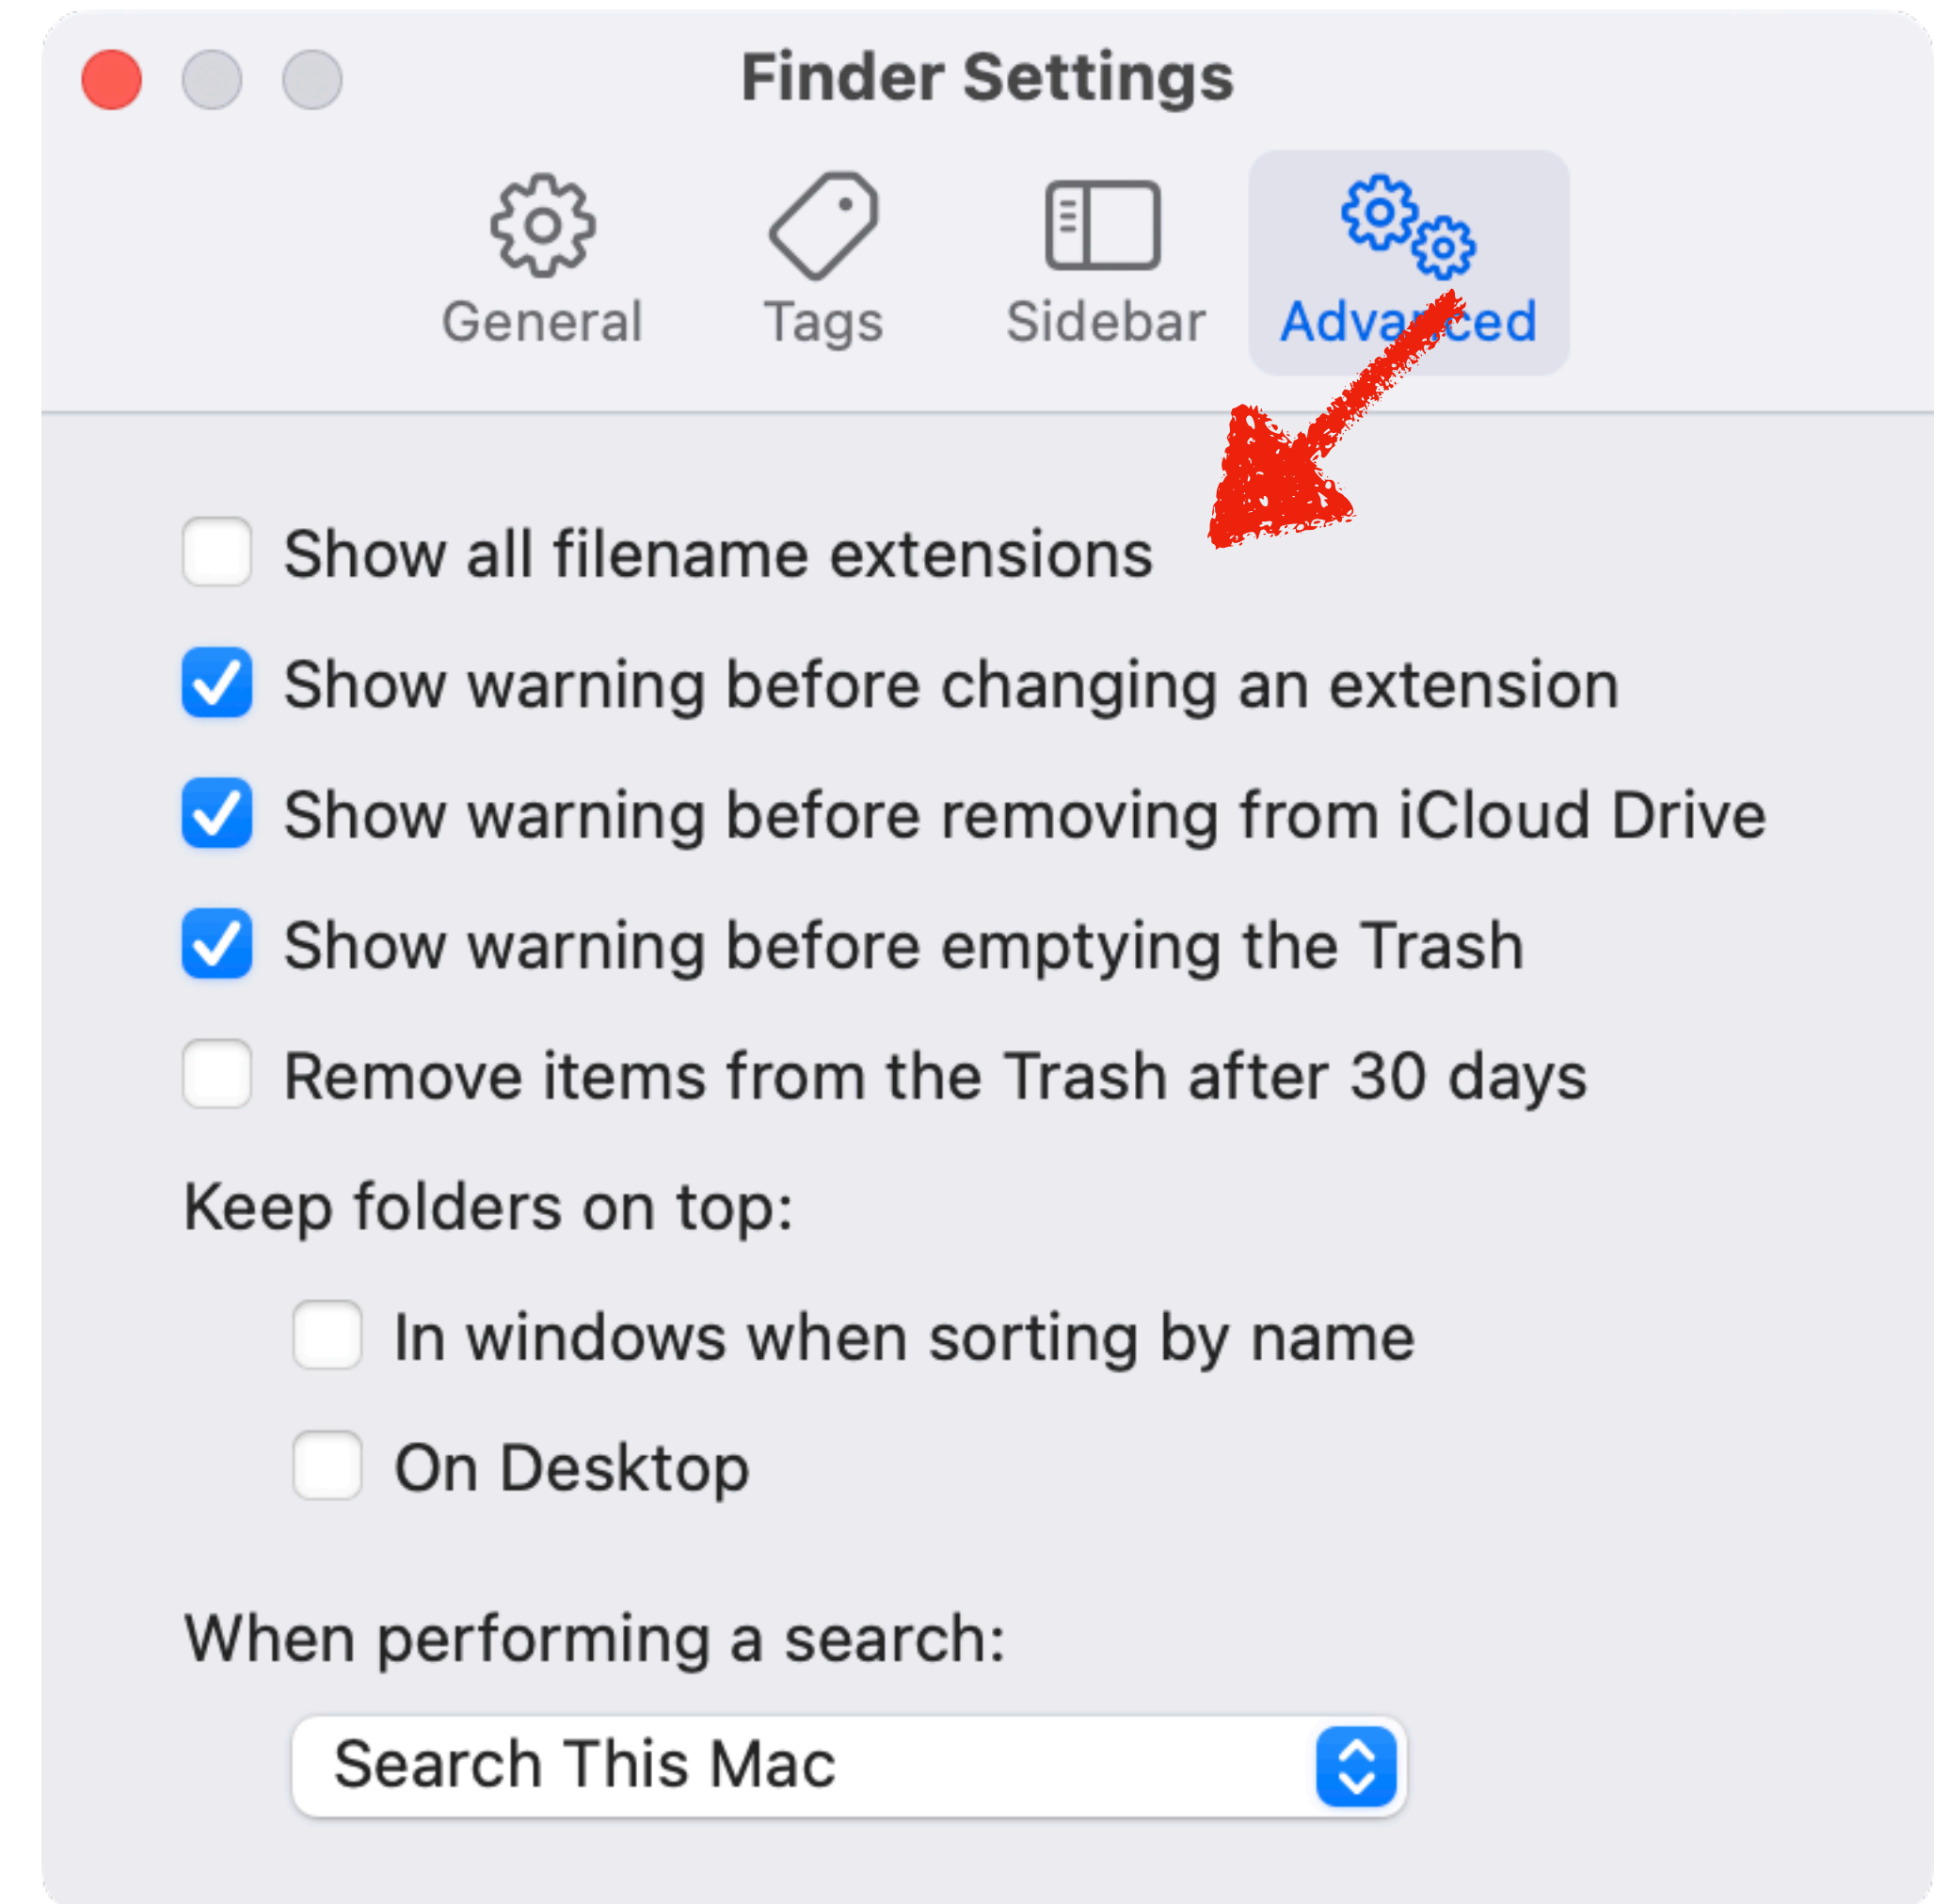 Finder Settings
General Tags Sidebar Advanced
Show all filename extensions
Show warning before changing an extension
Show warning before removing from iCloud Drive
Show warning before emptying the Trash
Remove items from the Trash after 30 days
Keep folders on top:
In windows when sorting by name
On Desktop
When performing a search:
Search This Mac